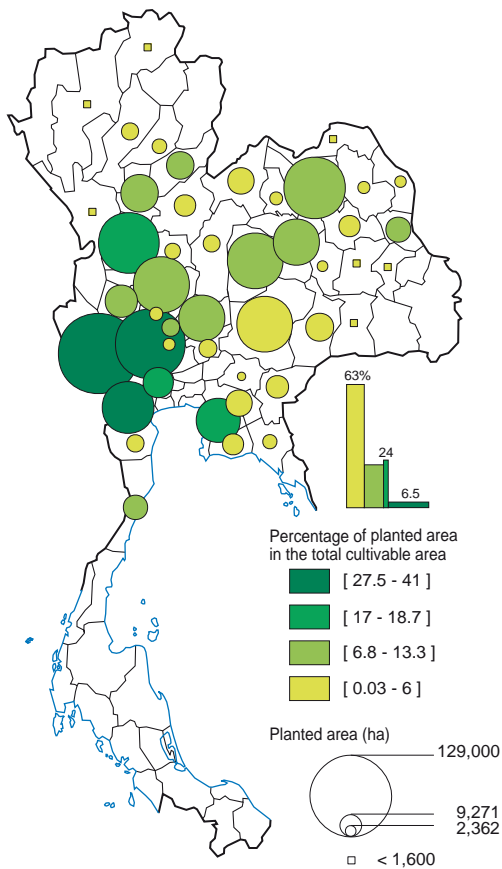 63%
24
6.5
Percentage of planted area
in the total cultivable area
[ 27.5 - 41 ]
[ 17 - 18.7 ]
[ 6.8 - 13.3 ]
[ 0.03 - 6 ]
Planted area (ha)
129,000
9,271
2,362
< 1,600